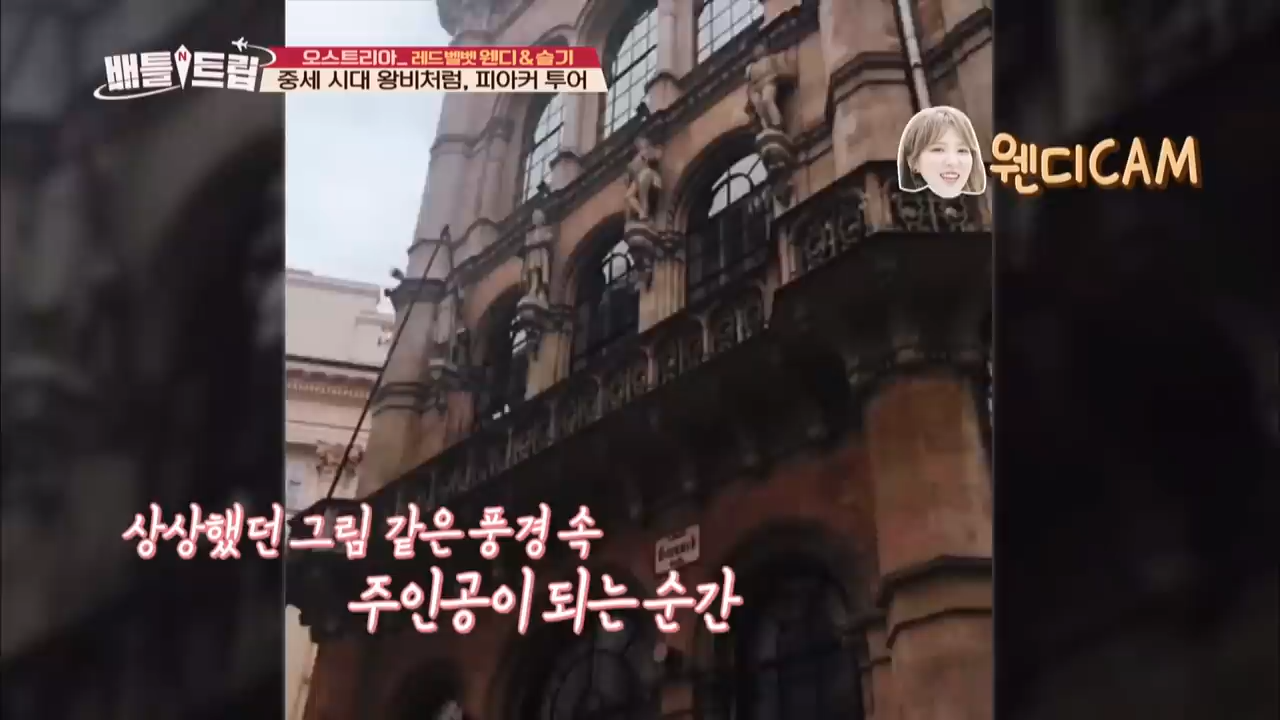 배틀트립
오스트리아_ 레드벨벳 웬디&슬기
중세 시대 왕비처럼, 피아커 투어
웬디CAM
상상했던 그림 같은 풍경 속
주인공이 되는 순간